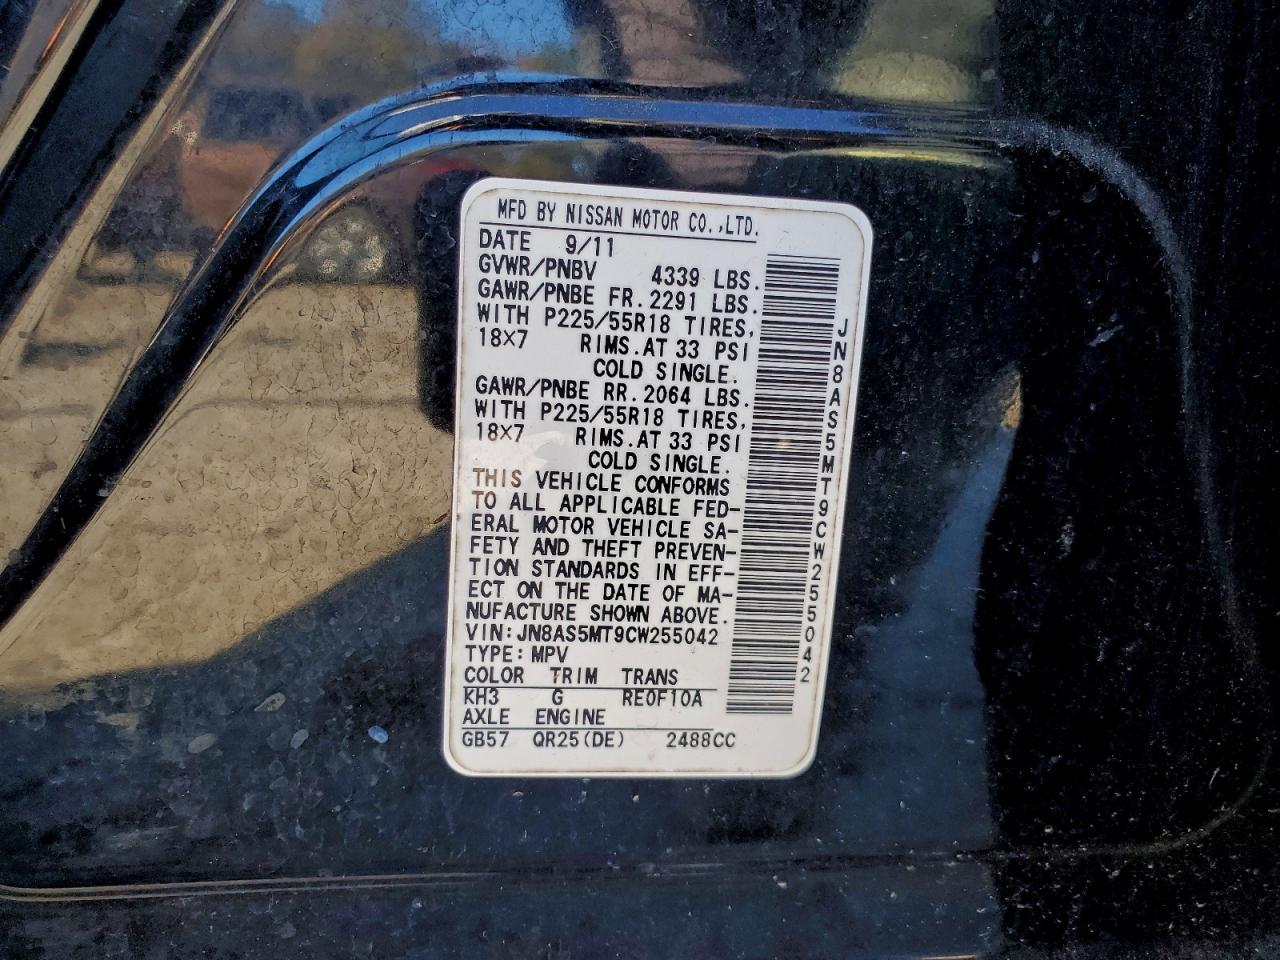 MFD BY NISSAN MOTOR CO.,LTD.
DATE 9/11
GVWR/PNBV 4339 LBS.
GAWR/PNBE FR.2291 LBS.
WITH P225/55R18 TIRES,
18X7 RIMS.AT 33 PSI
COLD SINGLE.
GAWR/PNBE RR.2064 LBS.
WITH P225/55R18 TIRES,
18X7 RIMS.AT 33 PSI
COLD SINGLE.
THIS VEHICLE CONFORMS
TO ALL APPLICABLE FED-
ERAL MOTOR VEHICLE SA-
FETY AND THEFT PREVEN-
TION STANDARDS IN EFF-
ECT ON THE DATE OF MA-
NUFACTURE SHOWN ABOVE.
VIN:JN8AS5MT9CW255042
TYPE:MPV
COLOR TRIM TRANS
KH3 G RE0F10A
AXLE ENGINE
GB57 QR25(DE) 2488CC
JN8AS5MT9CW255042